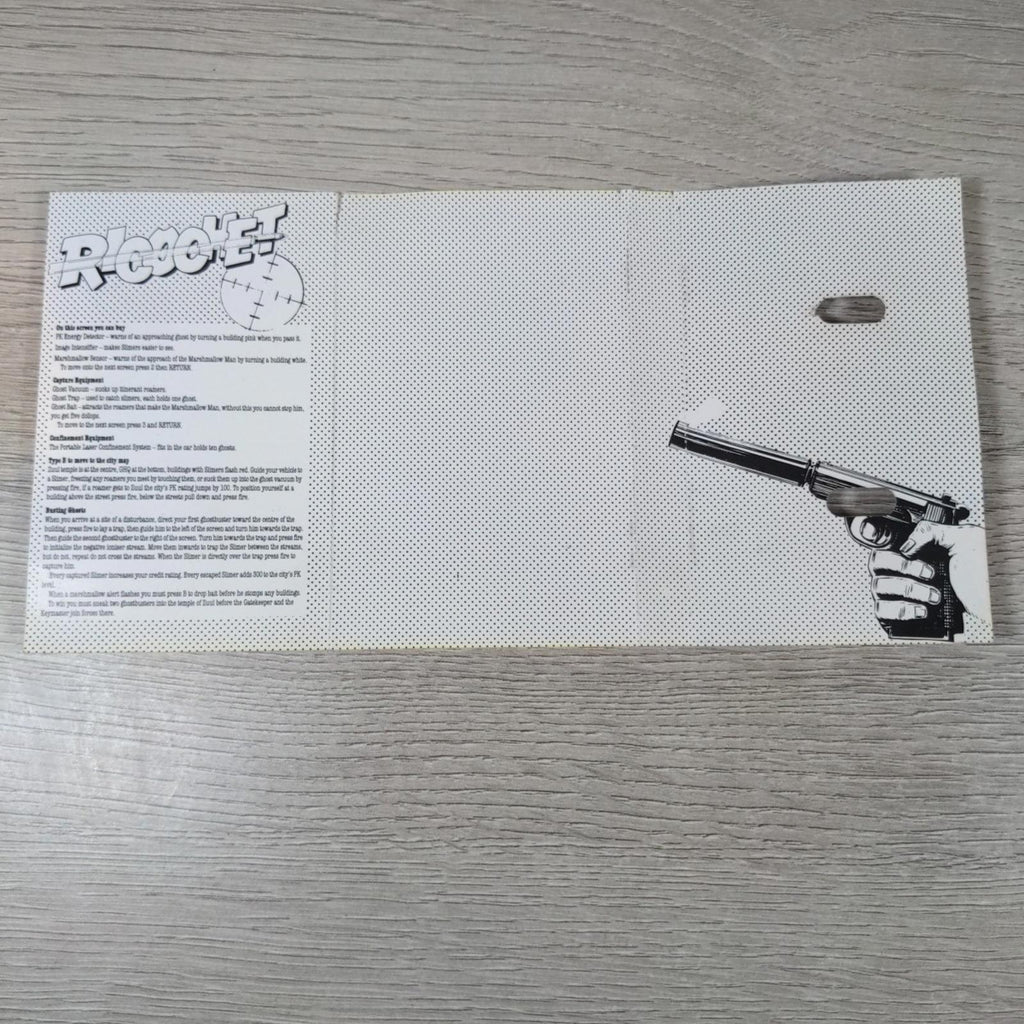 RICOCHET
On this screen you can buy
PK Energy Detector – warns of an approaching ghost by turning a building pink when you pass it.
Image Intensifier – makes Slimers easier to see.
Marshmallow Sensor – warns of the approach of the Marshmallow Man by turning a building white.
To move onto the next screen press 2 then RETURN.
Capture Equipment
Ghost Vacuum – sucks up itinerant roamers.
Ghost Trap – used to catch slimers, each holds one ghost.
Ghost Bait – attracts the roamers that make the Marshmallow Man, without this you cannot stop him,
you get five dollops.
To move to the next screen press 3 and RETURN.
Confinement Equipment
The Portable Laser Confinement System – fits in the car holds ten ghosts.
Type E to move to the city map
Zuul temple is at the centre, GHQ at the bottom, buildings with Slimers flash red. Guide your vehicle to
a Slimer, freezing any roamers you meet by touching them, or suck them up into the ghost vacuum by
pressing fire, if a roamer gets to Zuul the city's PK rating jumps by 100. To position yourself at a
building above the street press fire, below the streets pull down and press fire.
Busting Ghosts
When you arrive at a site of a disturbance, direct your first ghostbuster toward the centre of the
building, press fire to lay a trap, then guide him to the left of the screen and turn him towards the trap.
Then guide the second ghostbuster to the right of the screen. Turn him towards the trap and press fire
to initialise the negative ioniser stream. Move them inwards to trap the Slimer between the streams,
but do not, repeat do not cross the streams. When the Slimer is directly over the trap press fire to
capture him.
Every captured Slimer increases your credit rating. Every escaped Slimer adds 300 to the city's PK
level.
When a marshmallow alert flashes you must press B to drop bait before he stomps any buildings.
To win you must sneak two ghostbusters into the temple of Zuul before the Gatekeeper and the
Keymaster join forces there.